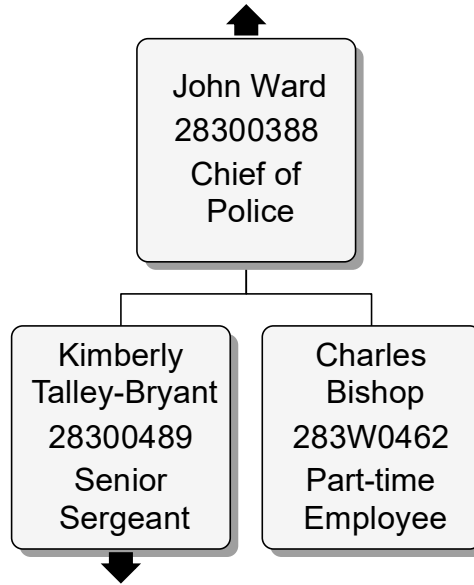 John Ward
28300388
Chief of
Police
Kimberly
Talley-Bryant
28300489
Senior
Sergeant
Charles
Bishop
283W0462
Part-time
Employee